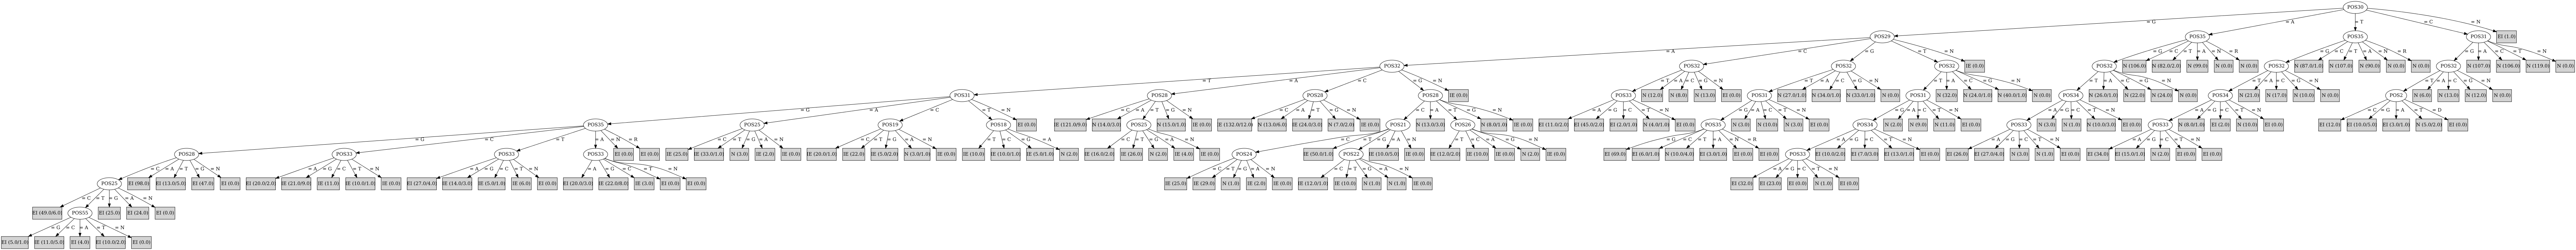 POS30
= G = A = T = C = N
POS29 POS35 POS35 POS31 EI (1.0)
= A = C = G = T = N = G = C = T = A = N = R = G = C = T = A = N = R = G = A = C = T = N
POS32 POS32 POS32 POS32 IE (0.0) POS32 N (106.0) N (82.0/2.0) N (99.0) N (0.0) N (0.0) POS32 N (87.0/1.0) N (107.0) N (90.0) N (0.0) N (0.0) POS32 N (107.0) N (106.0) N (119.0) N (0.0)
= T = A = C = G = N
POS31 POS28 POS28 POS28 IE (0.0) POS33 N (12.0) N (8.0) N (13.0) EI (0.0) POS31 N (27.0/1.0) N (34.0/1.0) N (33.0/1.0) N (0.0) POS31 N (32.0) N (24.0/1.0) N (40.0/1.0) N (0.0) POS34 N (26.0/1.0) N (22.0) N (24.0) N (0.0) POS34 N (21.0) N (17.0) N (10.0) N (0.0) POS2 N (6.0) N (13.0) N (12.0) N (0.0)
= G = A = C = T = N
POS35 POS25 POS19 POS18 EI (0.0) IE (121.0/9.0) N (14.0/3.0) POS25 N (15.0/1.0) IE (0.0) IE (132.0/12.0) N (13.0/6.0) IE (24.0/3.0) N (7.0/2.0) IE (0.0) POS21 N (13.0/3.0) POS26 N (8.0/1.0) IE (0.0) EI (11.0/2.0) EI (45.0/2.0) EI (2.0/1.0) N (4.0/1.0) EI (0.0) POS35 N (3.0) N (10.0) N (3.0) EI (0.0) POS34 N (2.0) N (9.0) N (11.0) EI (0.0) POS33 N (3.0) N (1.0) N (10.0/3.0) EI (0.0) POS33 EI (2.0) N (10.0) EI (0.0) EI (12.0) EI (10.0/5.0) EI (3.0/1.0) N (5.0/2.0) EI (0.0)
= G = C = T = A = N = R
POS28 POS33 POS33 POS33 EI (0.0) EI (0.0) IE (25.0) IE (33.0/1.0) N (3.0) IE (2.0) IE (0.0) IE (20.0/1.0) IE (22.0) IE (5.0/2.0) N (3.0/1.0) IE (0.0) IE (10.0) IE (10.0/1.0) IE (5.0/1.0) N (2.0) IE (16.0/2.0) IE (26.0) N (2.0) IE (4.0) IE (0.0) POS24 IE (50.0/1.0) POS22 IE (10.0/5.0) IE (0.0) IE (12.0/2.0) IE (10.0) IE (0.0) N (2.0) IE (0.0) EI (69.0) EI (6.0/1.0) N (10.0/4.0) EI (3.0/1.0) EI (0.0) EI (0.0) POS33 EI (10.0/2.0) EI (7.0/3.0) EI (13.0/1.0) EI (0.0) EI (26.0) EI (27.0/4.0) N (3.0) N (1.0) EI (0.0) EI (34.0) EI (15.0/1.0) N (2.0) EI (0.0) EI (0.0)
= C = A = T = G = N
POS25 EI (98.0) EI (13.0/5.0) EI (47.0) EI (0.0) EI (20.0/2.0) EI (21.0/9.0) IE (11.0) IE (10.0/1.0) IE (0.0) EI (27.0/4.0) IE (14.0/3.0) IE (5.0/1.0) IE (6.0) EI (0.0) EI (20.0/3.0) IE (22.0/8.0) IE (3.0) EI (0.0) EI (0.0) IE (25.0) IE (29.0) N (1.0) IE (2.0) IE (0.0) IE (12.0/1.0) IE (10.0) N (1.0) N (1.0) IE (0.0) EI (32.0) EI (23.0) EI (0.0) N (1.0) EI (0.0)
= C = T = G = A = N
EI (49.0/6.0) POS33 EI (25.0) EI (24.0) EI (0.0)
= G = C = A = T = N
EI (5.0/1.0) IE (11.0/5.0) EI (4.0) EI (10.0/2.0) EI (0.0)